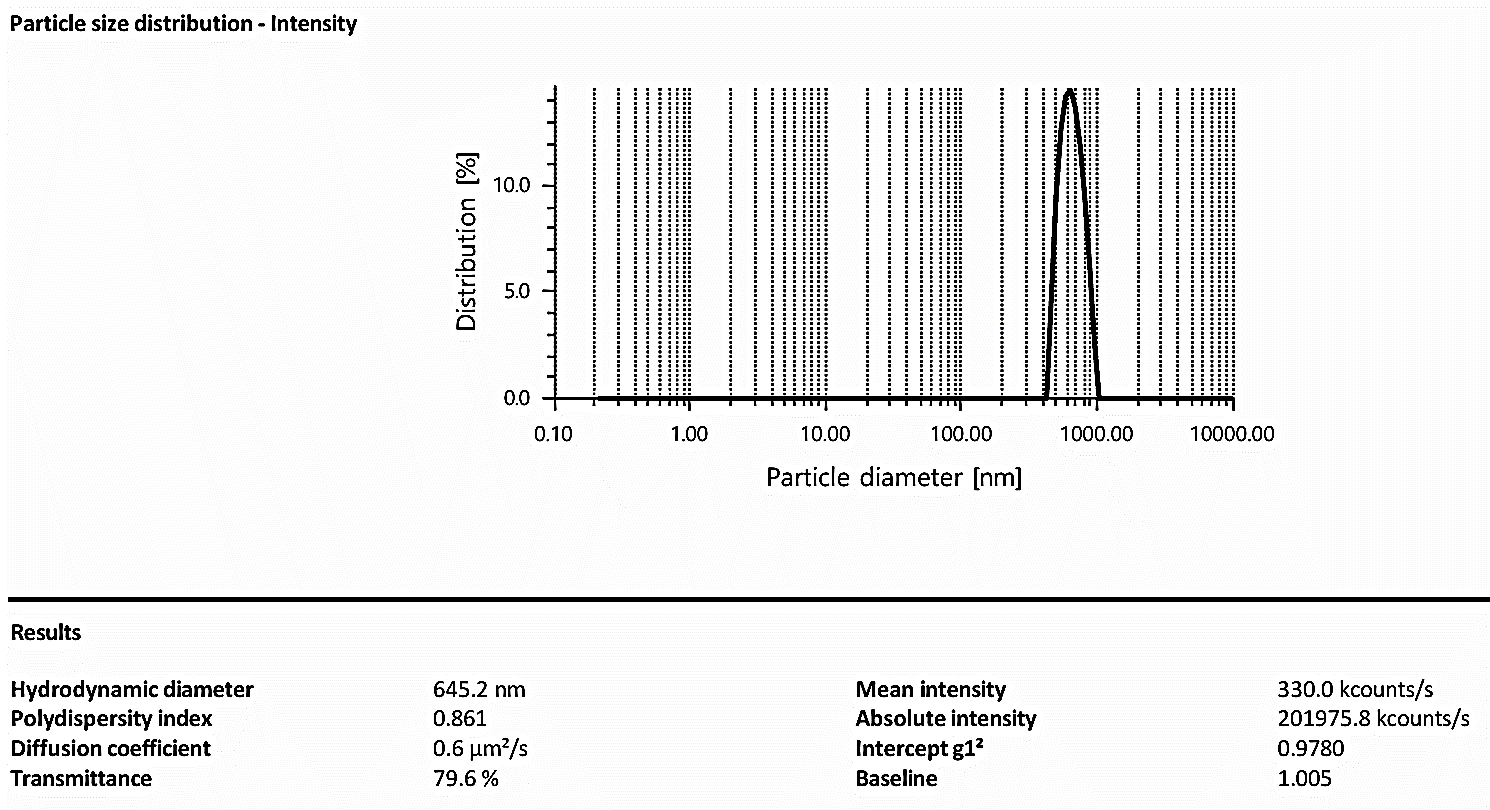 Particle size distribution - Intensity
Distribution [%]
10.0
5.0
0.0
0.10 1.00 10.00 100.00 1000.00 10000.00
Particle diameter [nm]
Results
Hydrodynamic diameter 645.2 nm Mean intensity 330.0 kcounts/s
Polydispersity index 0.861 Absolute intensity 201975.8 kcounts/s
Diffusion coefficient 0.6 µm²/s Intercept g1² 0.9780
Transmittance 79.6 % Baseline 1.005